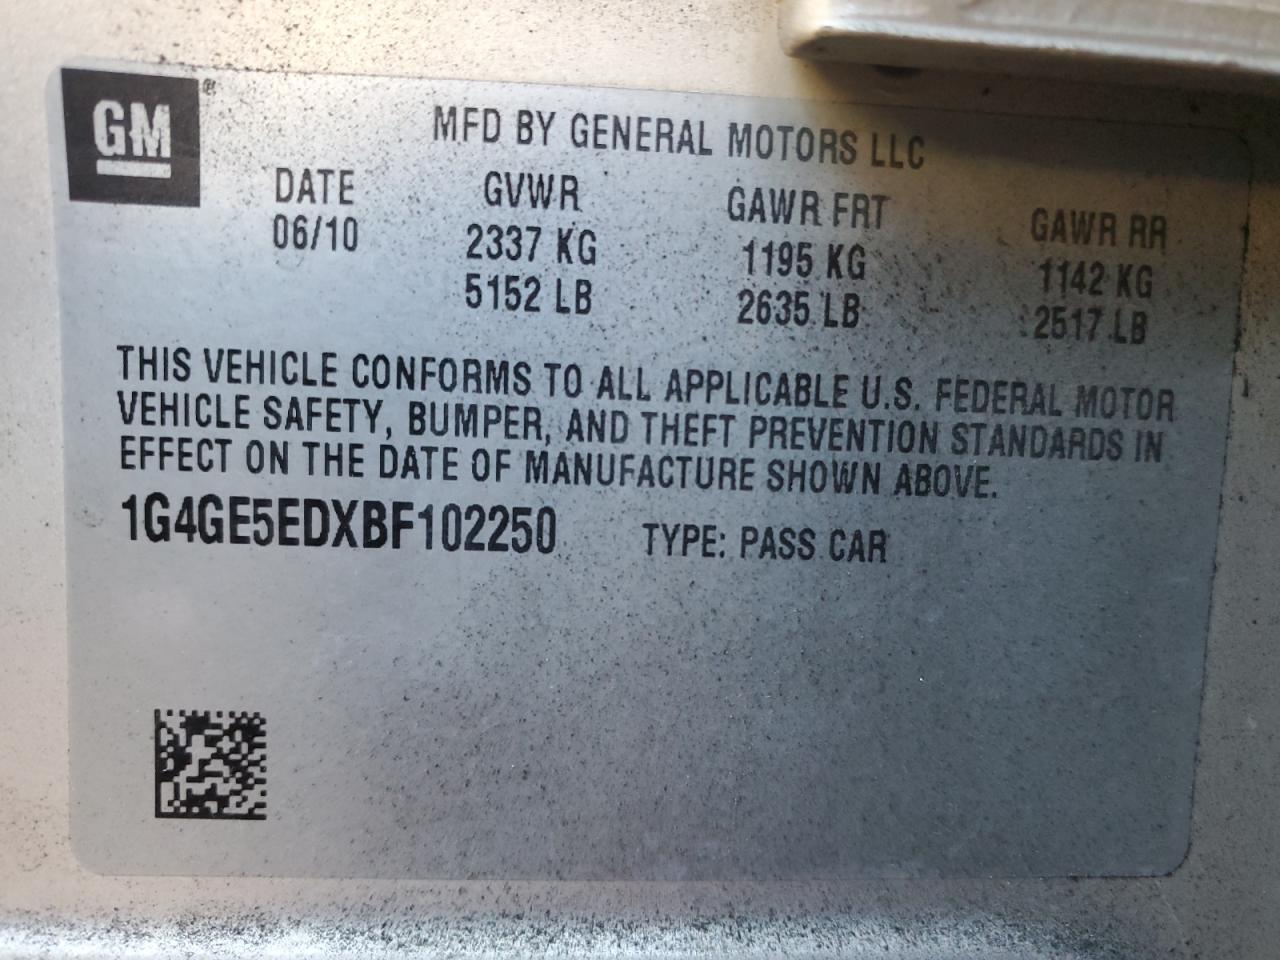 GM®
MFD BY GENERAL MOTORS LLC
DATE GVWR GAWR FRT GAWR RR
06/10 2337 KG 1195 KG 1142 KG
5152 LB 2635 LB 2517 LB
THIS VEHICLE CONFORMS TO ALL APPLICABLE U.S. FEDERAL MOTOR
VEHICLE SAFETY, BUMPER, AND THEFT PREVENTION STANDARDS IN
EFFECT ON THE DATE OF MANUFACTURE SHOWN ABOVE.
1G4GE5EDXBF102250 TYPE: PASS CAR